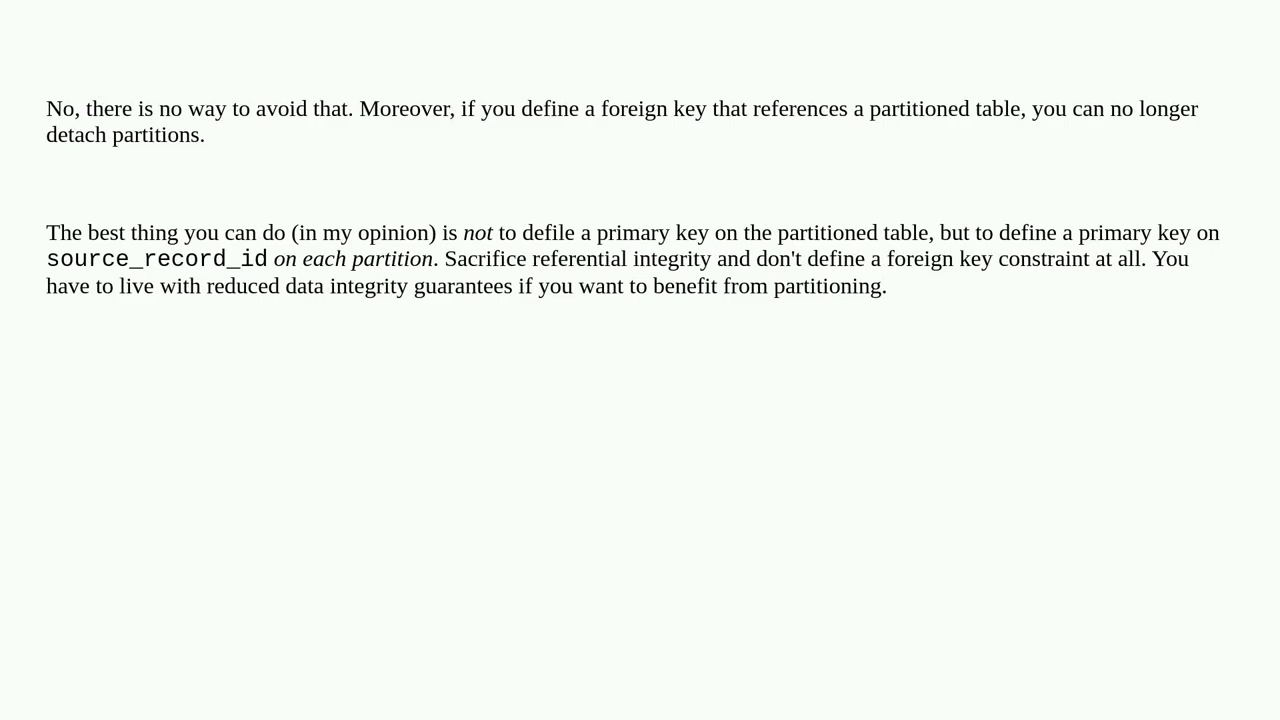 No, there is no way to avoid that. Moreover, if you define a foreign key that references a partitioned table, you can no longer
detach partitions.
The best thing you can do (in my opinion) is not to defile a primary key on the partitioned table, but to define a primary key on
source_record_id on each partition. Sacrifice referential integrity and don't define a foreign key constraint at all. You
have to live with reduced data integrity guarantees if you want to benefit from partitioning.